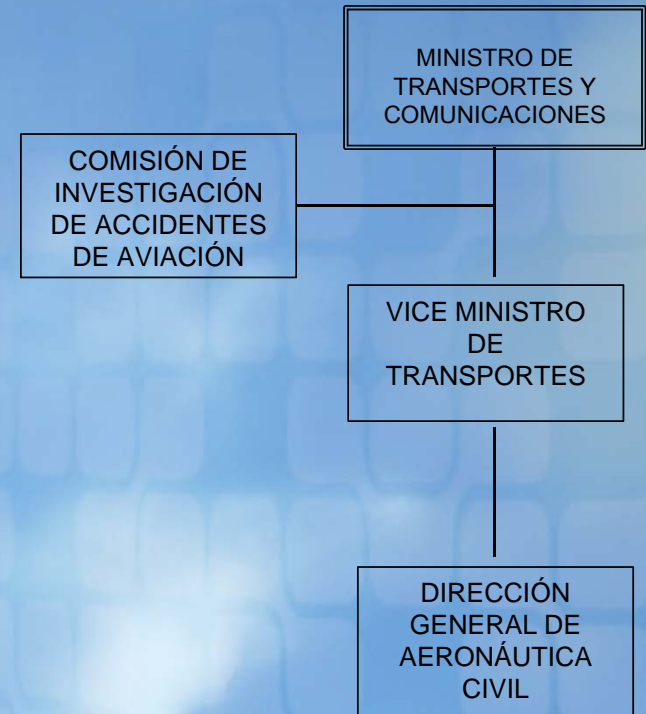 MINISTRO DE
TRANSPORTES Y
COMUNICACIONES
COMISIÓN DE
INVESTIGACIÓN
DE ACCIDENTES
DE AVIACIÓN
VICE MINISTRO
DE
TRANSPORTES
DIRECCIÓN
GENERAL DE
AERONÁUTICA
CIVIL